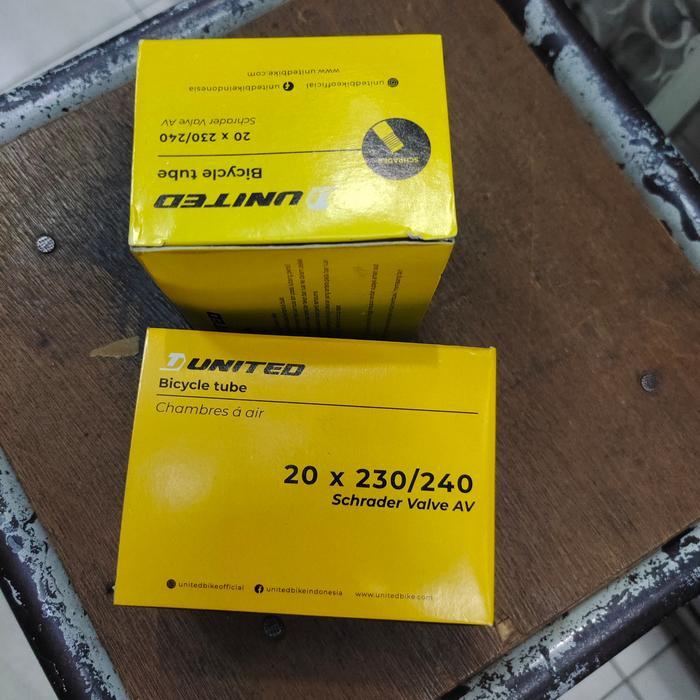 UNITED
Bicycle tube
20 x 230/240
Schrader Valve AV
SCHRADER
unitedbikeofficial unitedbikeindonesia
www.unitedbike.com
UNITED
Bicycle tube
Chambres á air
20 x 230/240
Schrader Valve AV
unitedbikeofficial unitedbikeindonesia www.unitedbike.com